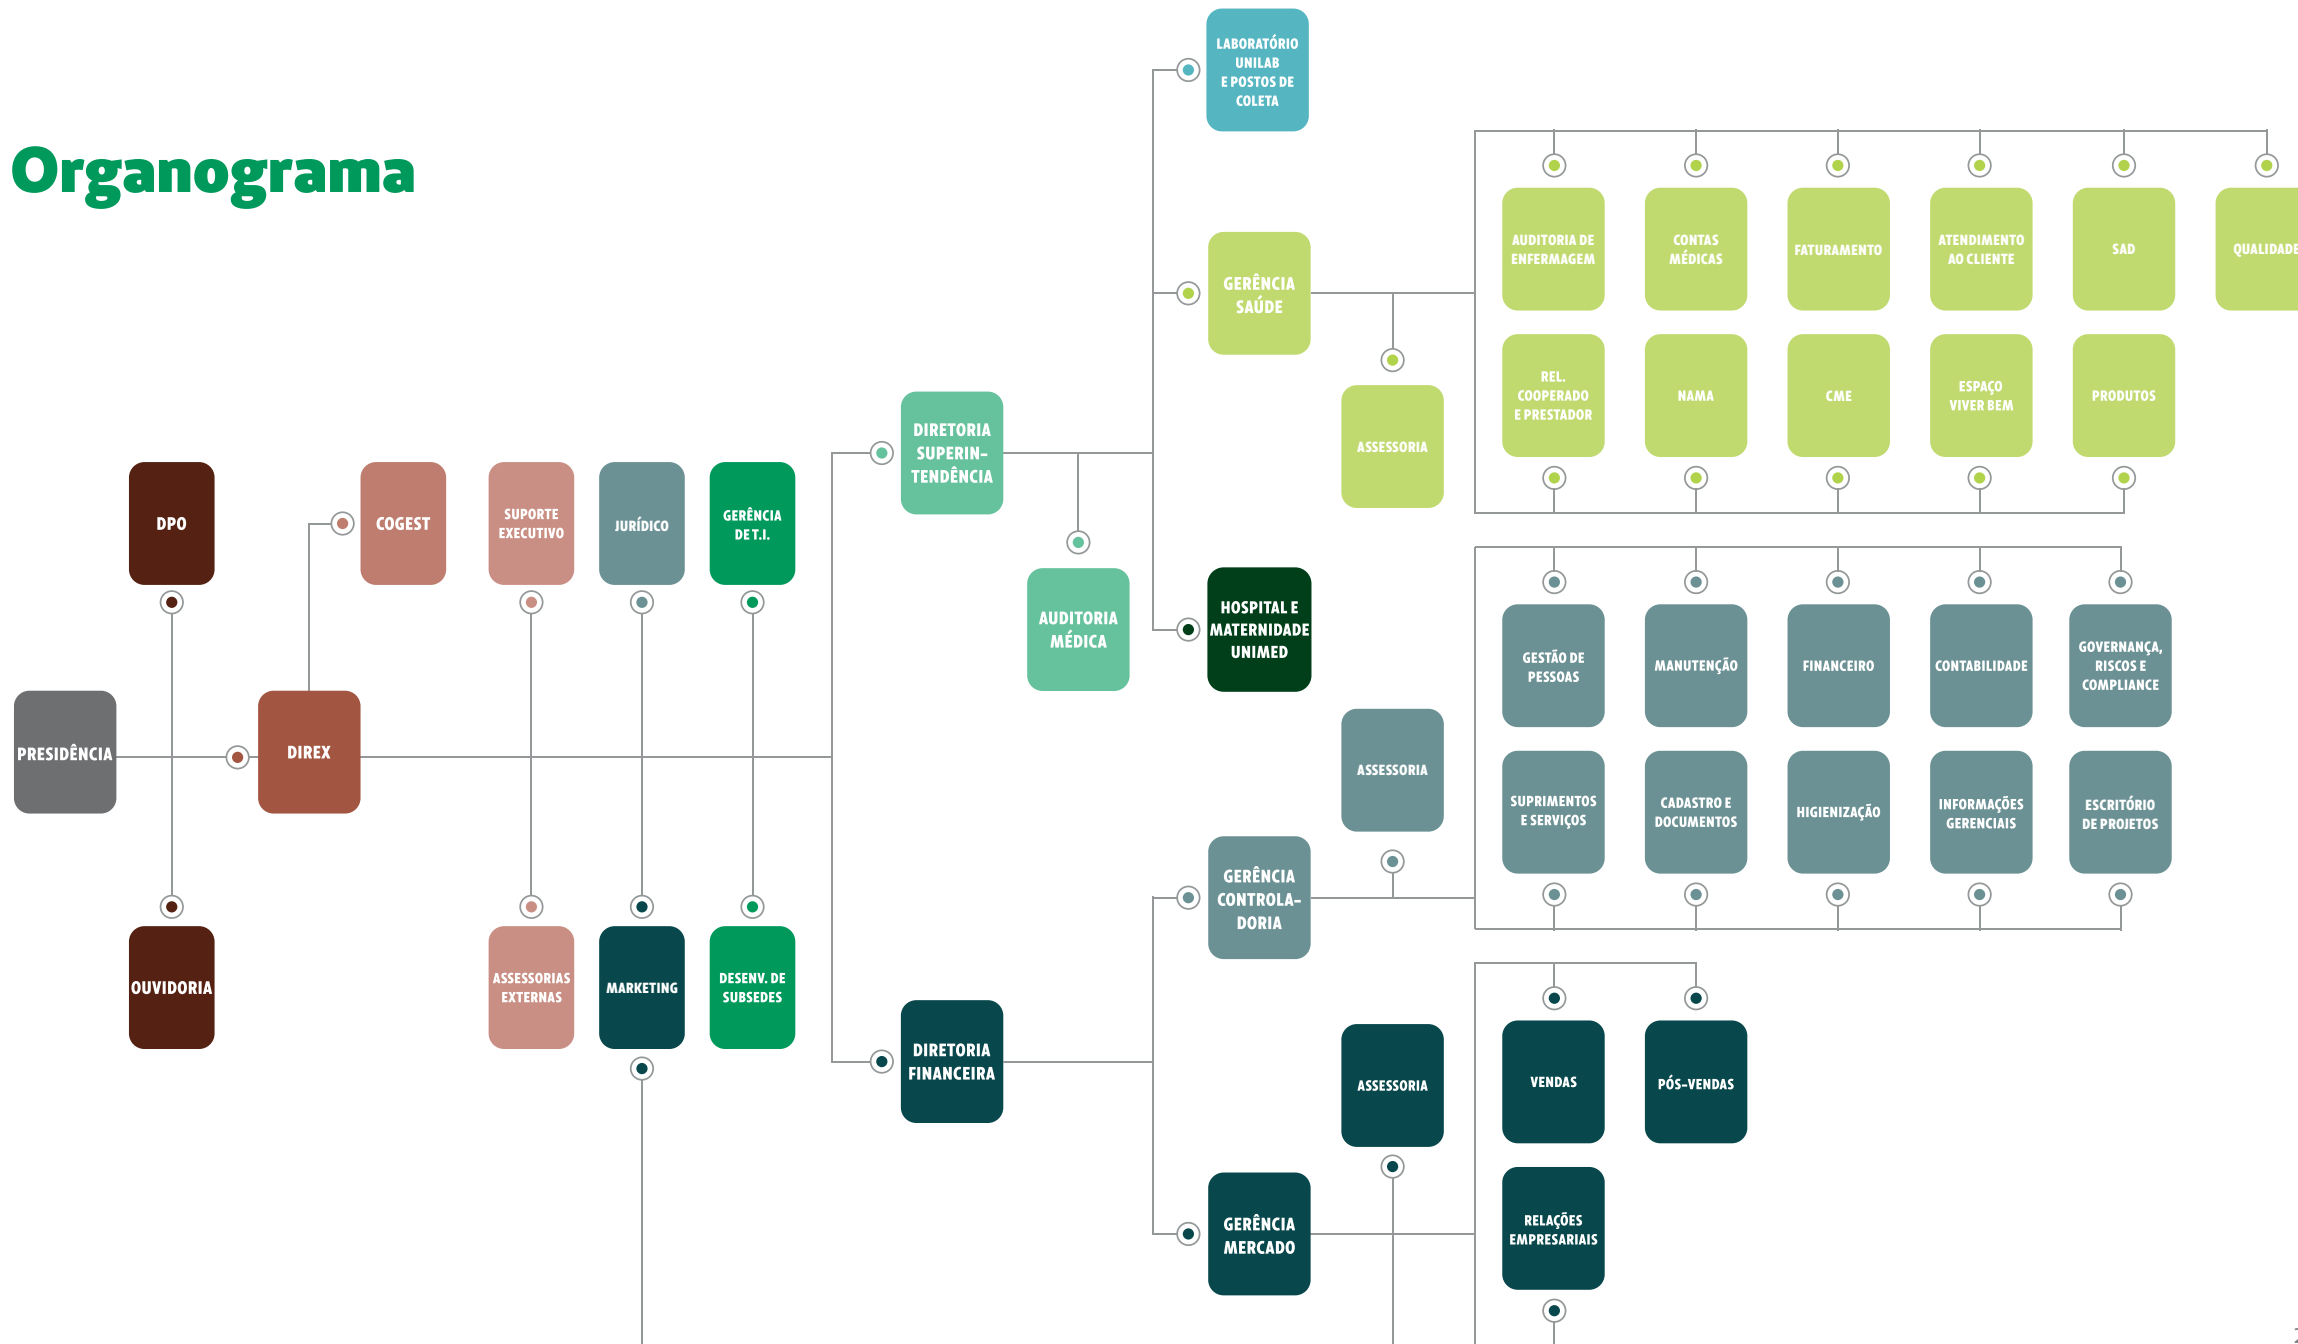 Organograma
LABORATÓRIO
UNILAB
E POSTOS DE
COLETA
GERÊNCIA
SAÚDE
ASSESSORIA
AUDITORIA DE
ENFERMAGEM
CONTAS
MÉDICAS
FATURAMENTO
ATENDIMENTO
AO CLIENTE
SAD
QUALIDADE
REL.
COOPERADO
E PRESTADOR
NAMA
CME
ESPAÇO
VIVER BEM
PRODUTOS
DIRETORIA
SUPERIN-
TENDÊNCIA
AUDITORIA
MÉDICA
HOSPITAL E
MATERNIDADE
UNIMED
DPO
COGEST
SUPORTE
EXECUTIVO
JURÍDICO
GERÊNCIA
DE T.I.
PRESIDÊNCIA
DIREX
OUVIDORIA
ASSESSORIAS
EXTERNAS
MARKETING
DESENV. DE
SUBSEDES
DIRETORIA
FINANCEIRA
ASSESSORIA
GERÊNCIA
CONTROLA-
DORIA
GESTÃO DE
PESSOAS
MANUTENÇÃO
FINANCEIRO
CONTABILIDADE
GOVERNANÇA,
RISCOS E
COMPLIANCE
SUPRIMENTOS
E SERVIÇOS
CADASTRO E
DOCUMENTOS
HIGIENIZAÇÃO
INFORMAÇÕES
GERENCIAIS
ESCRITÓRIO
DE PROJETOS
ASSESSORIA
GERÊNCIA
MERCADO
VENDAS
PÓS-VENDAS
RELAÇÕES
EMPRESARIAIS